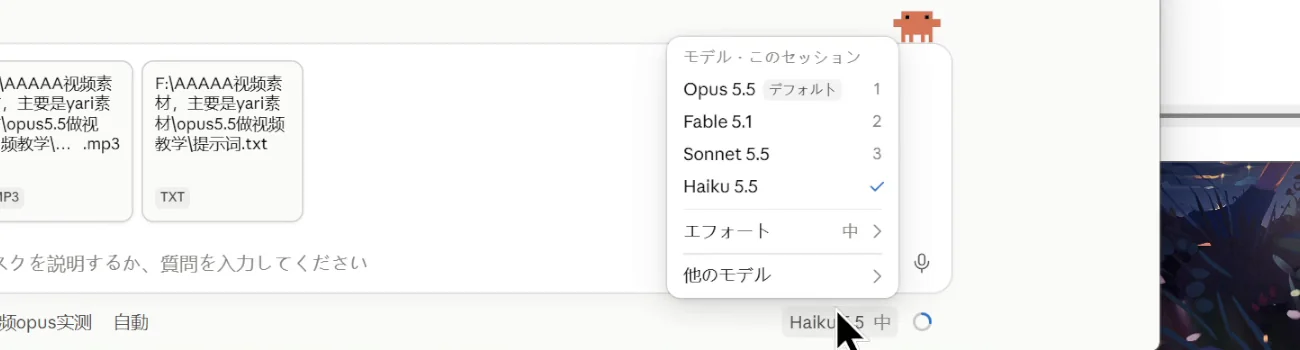 \AAAAA视频素
材，主要是yari素
\opus5.5做视
频教学\... .mp3
MP3
F:\AAAAA视频素
材，主要是yari素
材\opus5.5做视频
教学\提示词.txt
TXT
モデル・このセッション
Opus 5.5 デフォルト 1
Fable 5.1 2
Sonnet 5.5 3
Haiku 5.5
エフォート 中
他のモデル
スクを説明するか、質問を入力してください
频opus实测 自動
Haiku 5.5 中